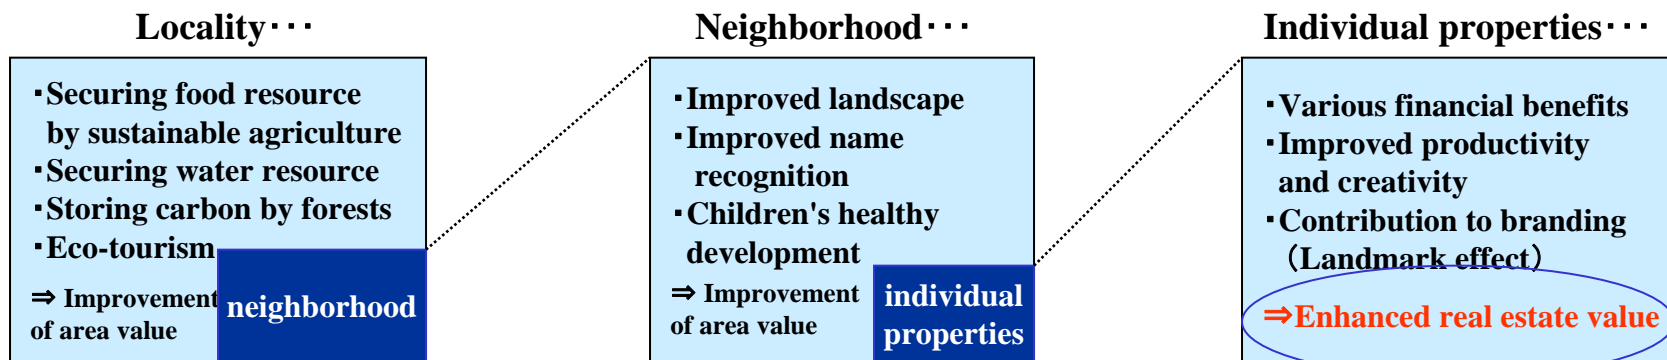 Locality･･･
･Securing food resource
by sustainable agriculture
･Securing water resource
･Storing carbon by forests
･Eco-tourism
⇒ Improvement
of area value
neighborhood
Neighborhood･･･
･Improved landscape
･Improved name
recognition
･Children's healthy
development
⇒ Improvement
of area value
individual
properties
Individual properties･･･
･Various financial benefits
･Improved productivity
and creativity
･Contribution to branding
（Landmark effect）
⇒Enhanced real estate value